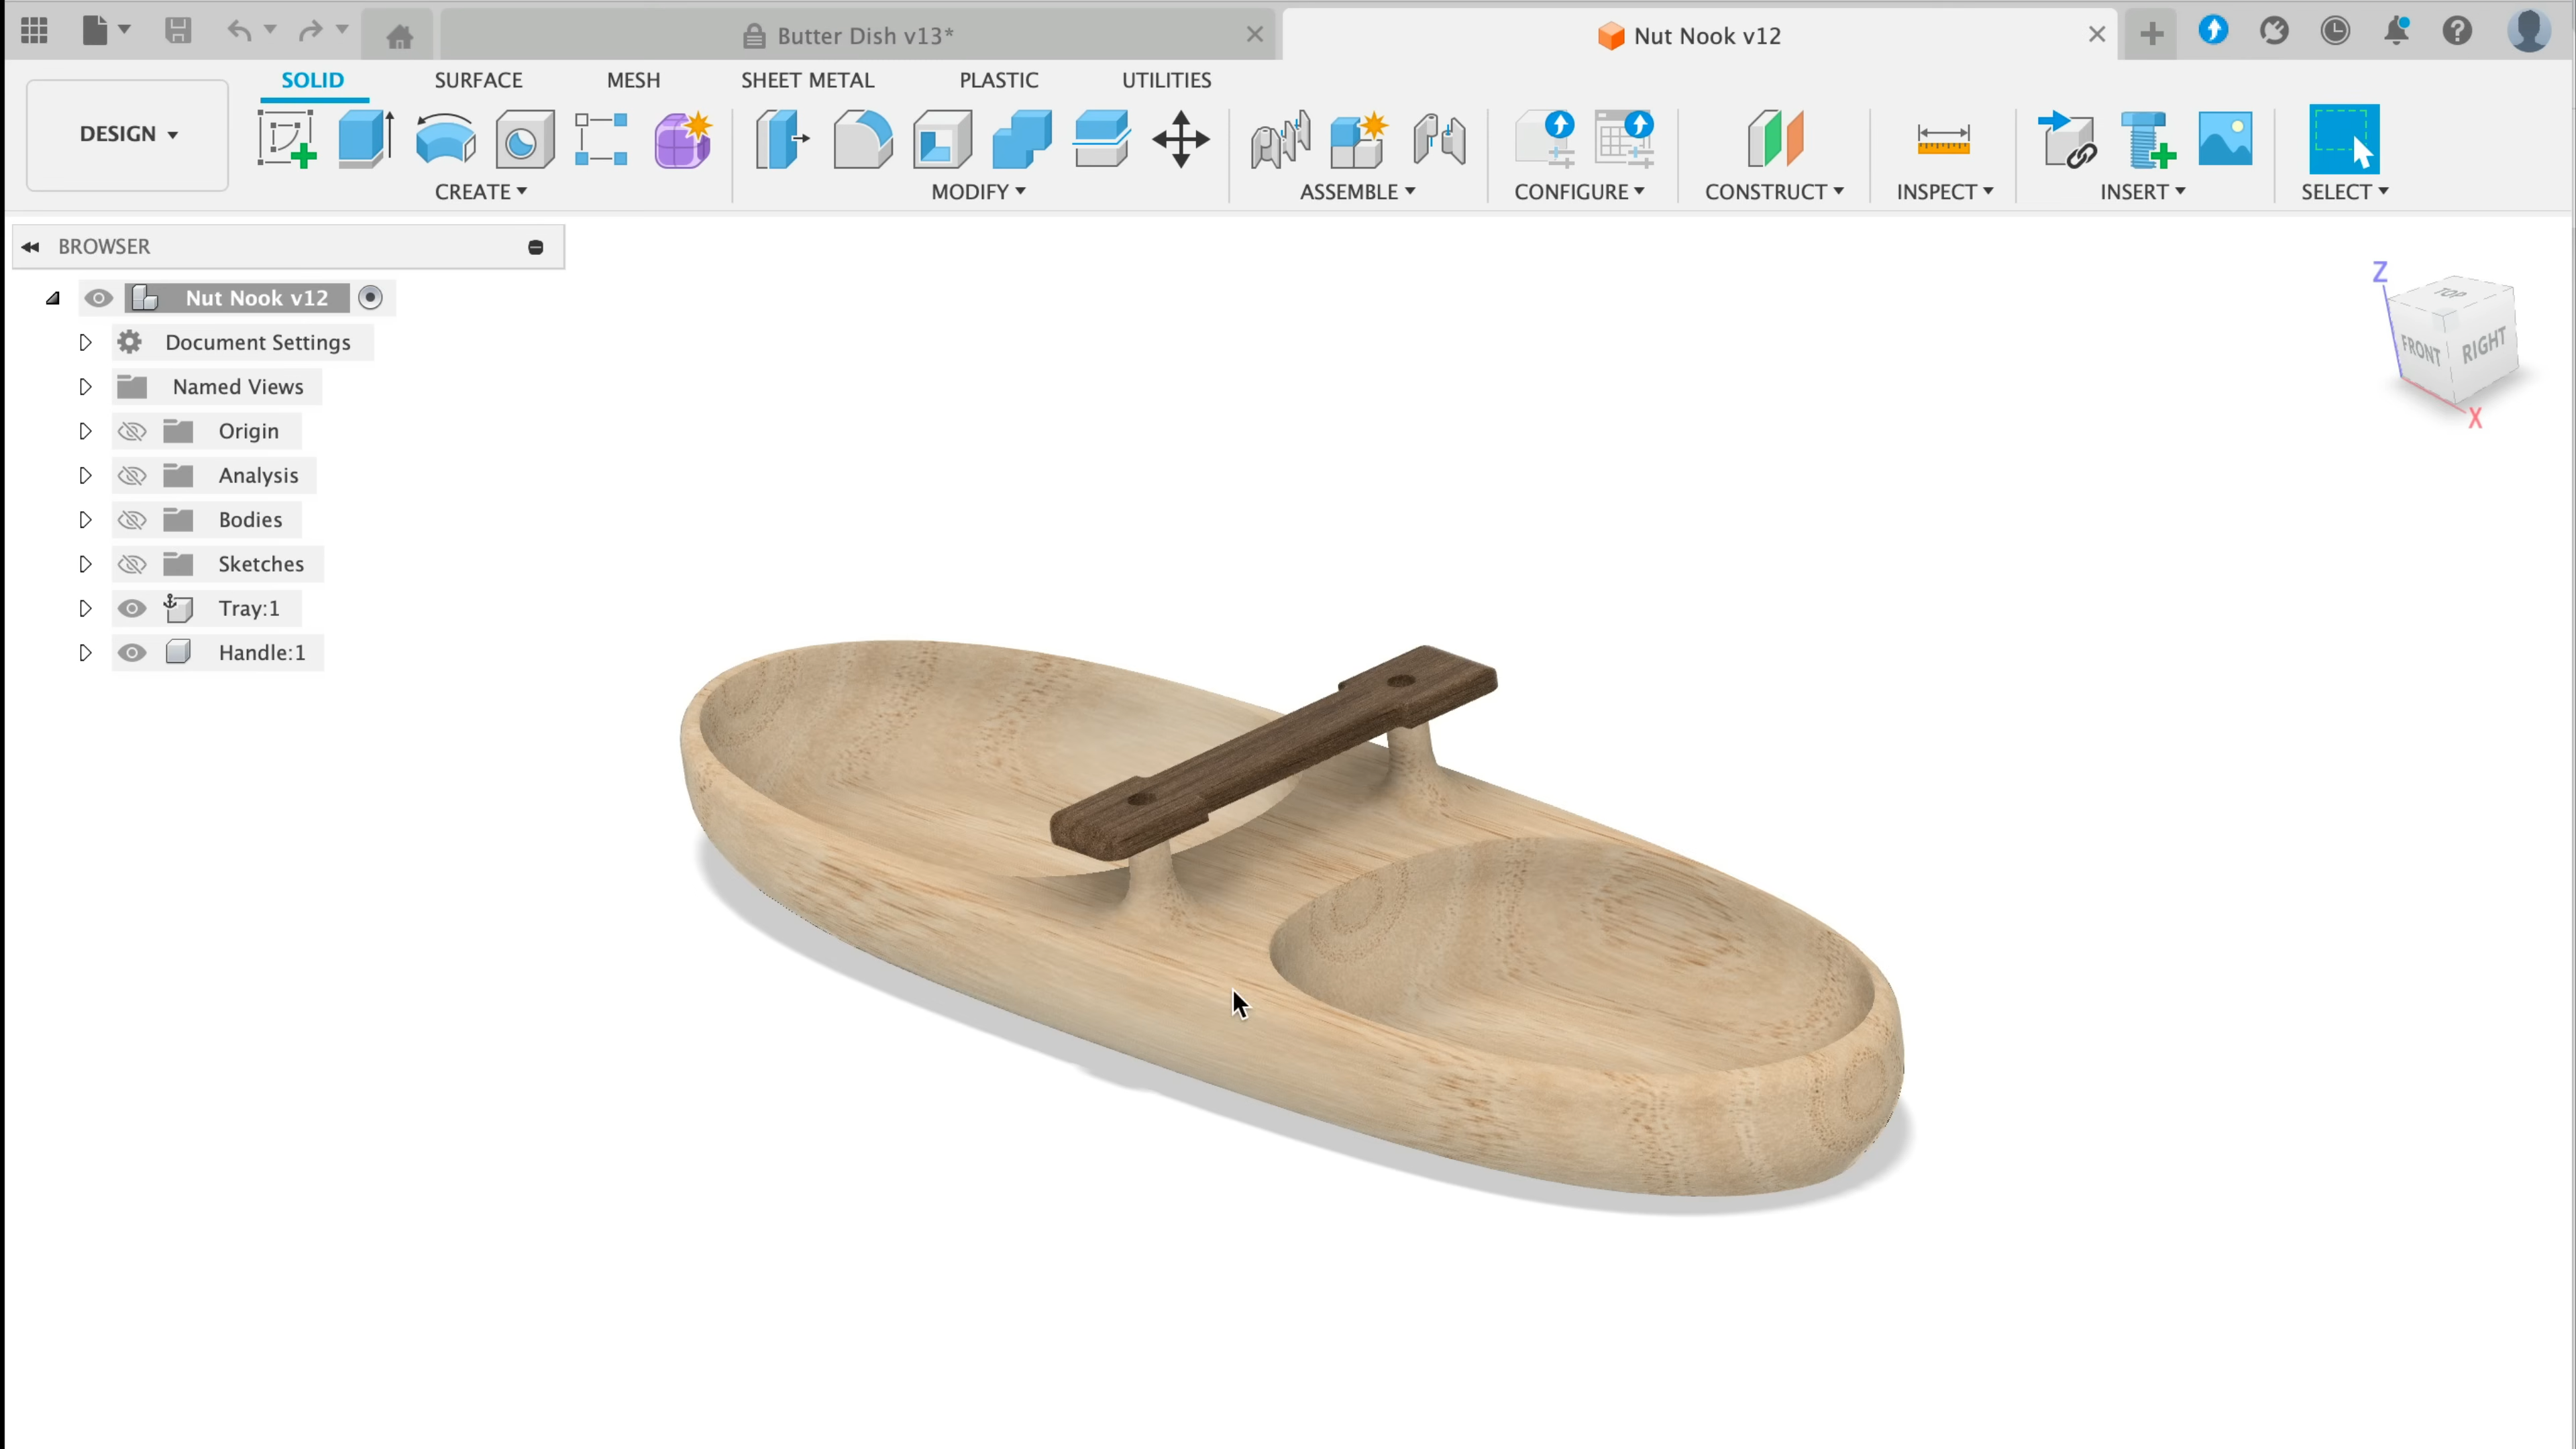 Butter Dish v13*
Nut Nook v12
DESIGN
SOLID
SURFACE
MESH
SHEET METAL
PLASTIC
UTILITIES
CREATE
MODIFY
ASSEMBLE
CONFIGURE
CONSTRUCT
INSPECT
INSERT
SELECT
BROWSER
Nut Nook v12
Document Settings
Named Views
Origin
Analysis
Bodies
Sketches
Tray:1
Handle:1
Z
TOP
FRONT
RIGHT
X